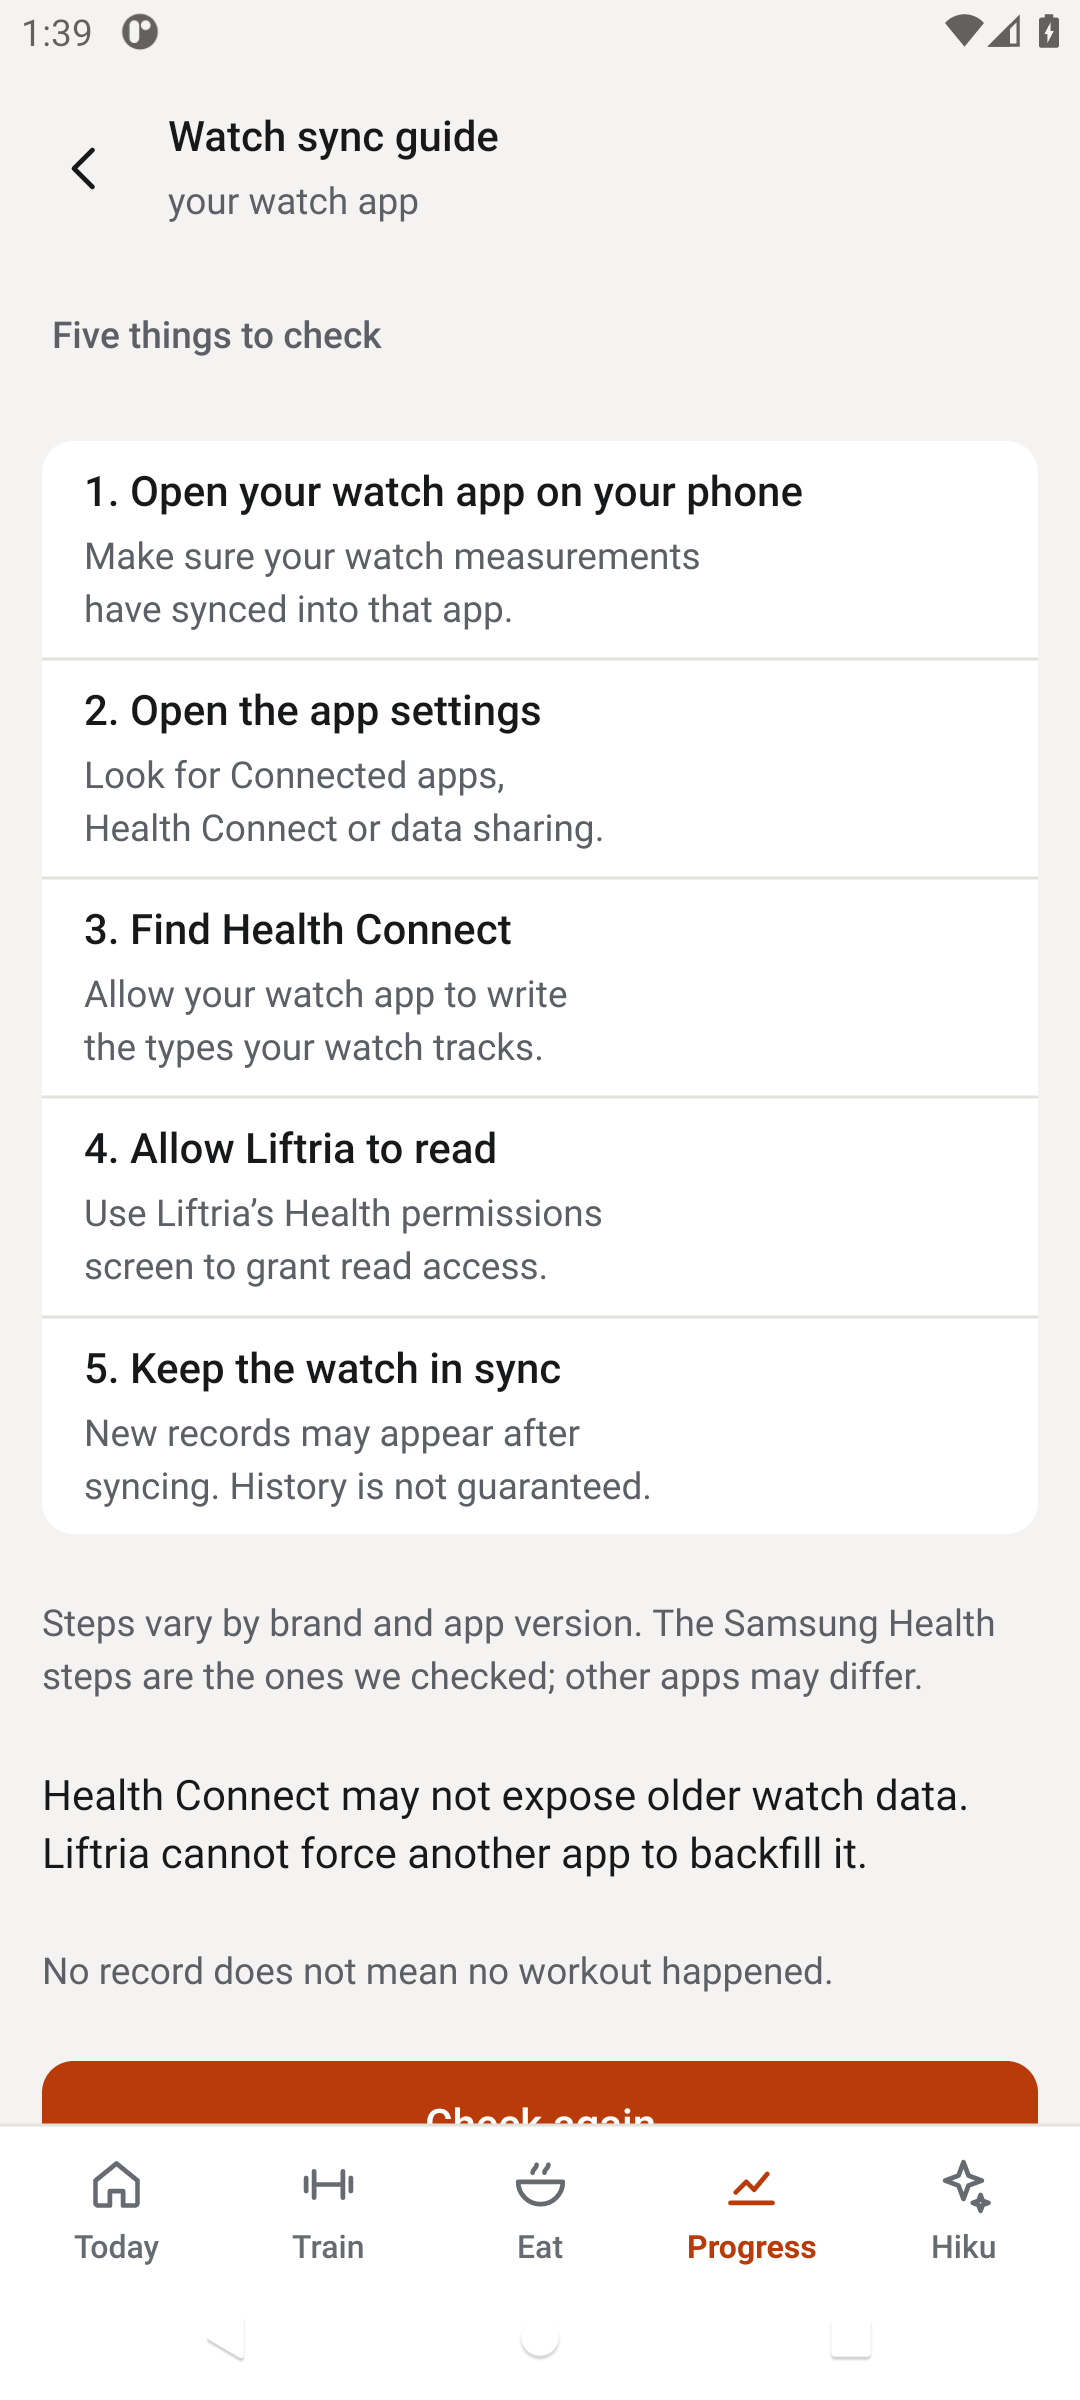 1:39
Watch sync guide
your watch app
Five things to check
1. Open your watch app on your phone
Make sure your watch measurements
have synced into that app.
2. Open the app settings
Look for Connected apps,
Health Connect or data sharing.
3. Find Health Connect
Allow your watch app to write
the types your watch tracks.
4. Allow Liftria to read
Use Liftria’s Health permissions
screen to grant read access.
5. Keep the watch in sync
New records may appear after
syncing. History is not guaranteed.
Steps vary by brand and app version. The Samsung Health
steps are the ones we checked; other apps may differ.
Health Connect may not expose older watch data.
Liftria cannot force another app to backfill it.
No record does not mean no workout happened.
Check again
Today
Train
Eat
Progress
Hiku